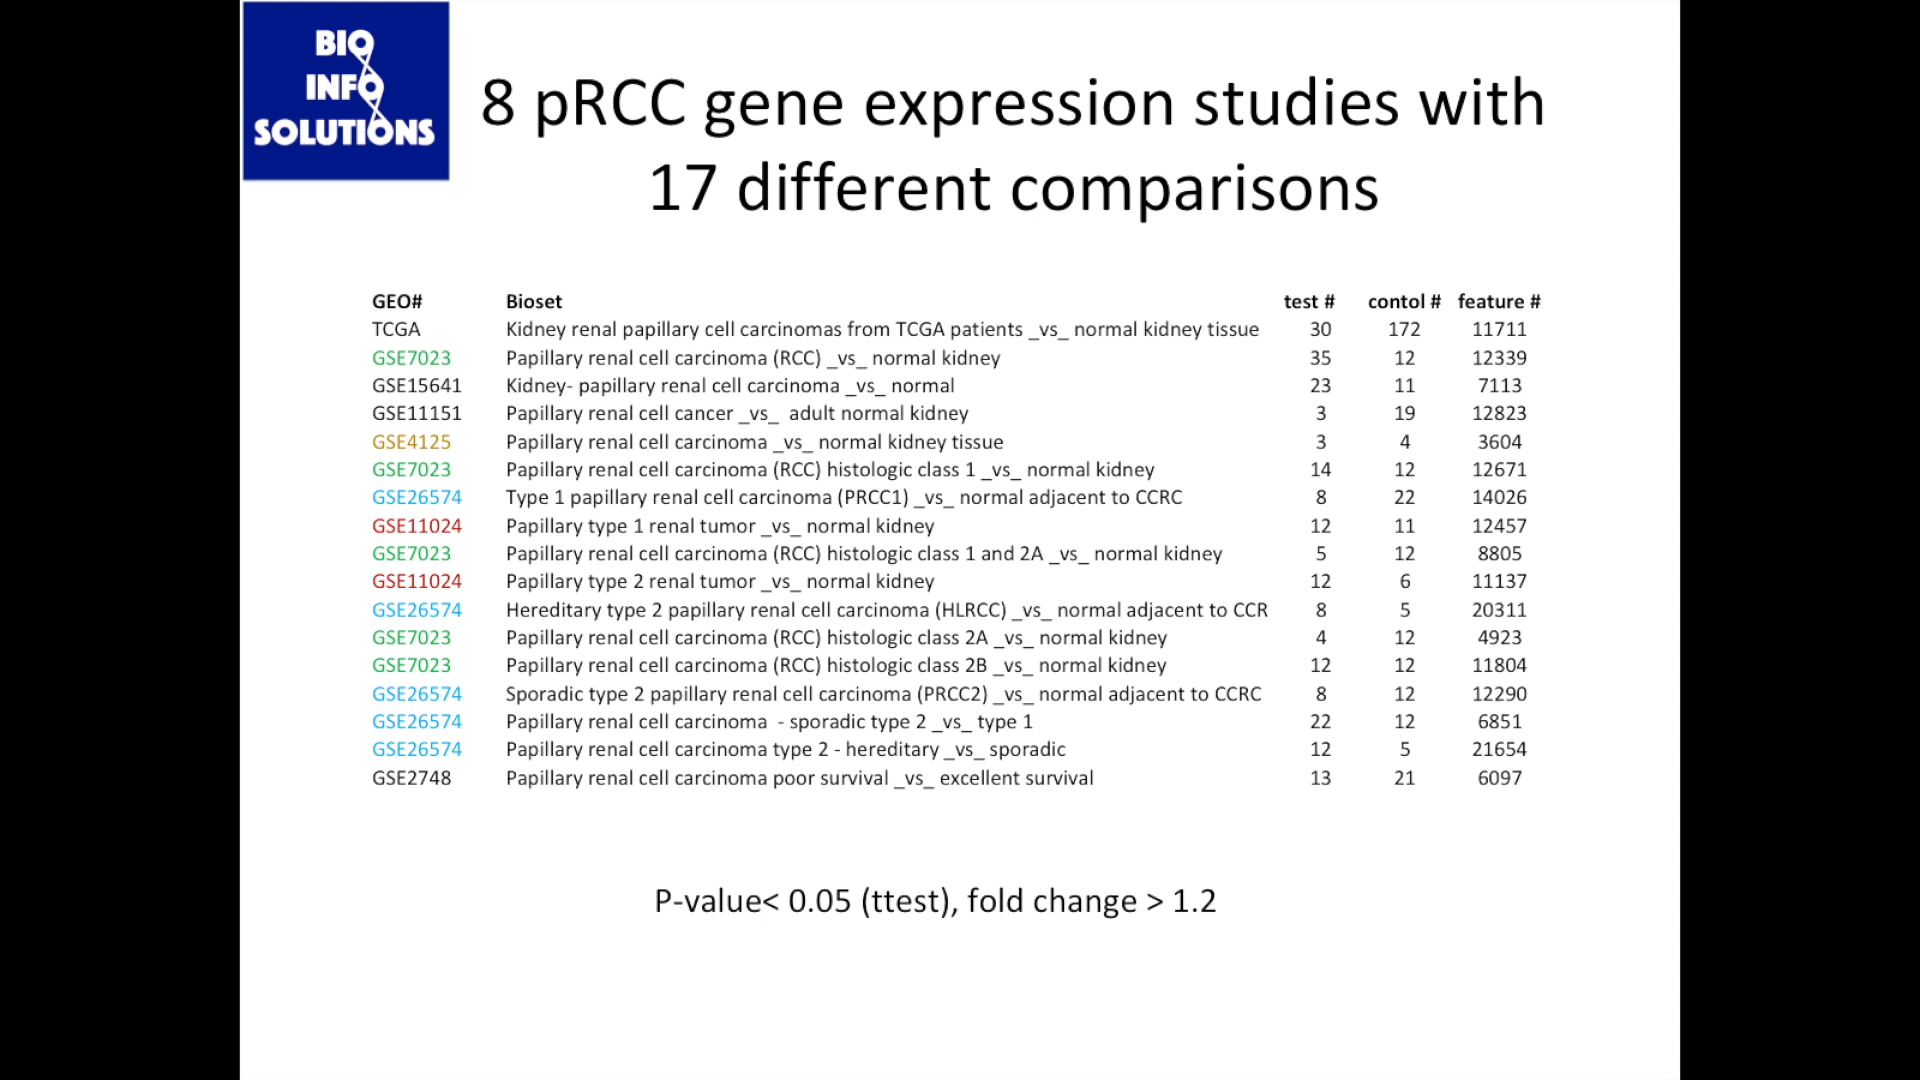 BIO
INFO
SOLUTIONS
8 pRCC gene expression studies with
17 different comparisons
GEO# Bioset test # contol # feature #
TCGA Kidney renal papillary cell carcinomas from TCGA patients _vs_ normal kidney tissue 30 172 11711
GSE7023 Papillary renal cell carcinoma (RCC) _vs_ normal kidney 35 12 12339
GSE15641 Kidney- papillary renal cell carcinoma _vs_ normal 23 11 7113
GSE11151 Papillary renal cell cancer _vs_ adult normal kidney 3 19 12823
GSE4125 Papillary renal cell carcinoma _vs_ normal kidney tissue 3 4 3604
GSE7023 Papillary renal cell carcinoma (RCC) histologic class 1 _vs_ normal kidney 14 12 12671
GSE26574 Type 1 papillary renal cell carcinoma (PRCC1) _vs_ normal adjacent to CCRC 8 22 14026
GSE11024 Papillary type 1 renal tumor _vs_ normal kidney 12 11 12457
GSE7023 Papillary renal cell carcinoma (RCC) histologic class 1 and 2A _vs_ normal kidney 5 12 8805
GSE11024 Papillary type 2 renal tumor _vs_ normal kidney 12 6 11137
GSE26574 Hereditary type 2 papillary renal cell carcinoma (HLRCC) _vs_ normal adjacent to CCR 8 5 20311
GSE7023 Papillary renal cell carcinoma (RCC) histologic class 2A _vs_ normal kidney 4 12 4923
GSE7023 Papillary renal cell carcinoma (RCC) histologic class 2B _vs_ normal kidney 12 12 11804
GSE26574 Sporadic type 2 papillary renal cell carcinoma (PRCC2) _vs_ normal adjacent to CCRC 8 12 12290
GSE26574 Papillary renal cell carcinoma - sporadic type 2 _vs_ type 1 22 12 6851
GSE26574 Papillary renal cell carcinoma type 2 - hereditary _vs_ sporadic 12 5 21654
GSE2748 Papillary renal cell carcinoma poor survival _vs_ excellent survival 13 21 6097
P-value< 0.05 (ttest), fold change > 1.2